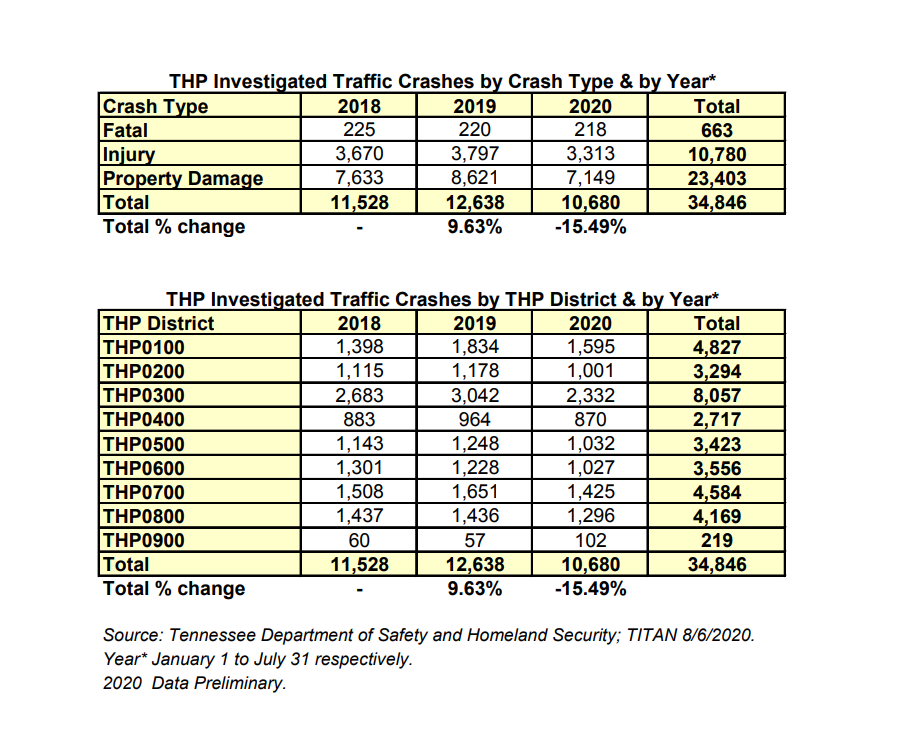 THP Investigated Traffic Crashes by Crash Type & by Year*
Crash Type 2018 2019 2020 Total
Fatal 225 220 218 663
Injury 3,670 3,797 3,313 10,780
Property Damage 7,633 8,621 7,149 23,403
Total 11,528 12,638 10,680 34,846
Total % change - 9.63% -15.49%
THP Investigated Traffic Crashes by THP District & by Year*
THP District 2018 2019 2020 Total
THP0100 1,398 1,834 1,595 4,827
THP0200 1,115 1,178 1,001 3,294
THP0300 2,683 3,042 2,332 8,057
THP0400 883 964 870 2,717
THP0500 1,143 1,248 1,032 3,423
THP0600 1,301 1,228 1,027 3,556
THP0700 1,508 1,651 1,425 4,584
THP0800 1,437 1,436 1,296 4,169
THP0900 60 57 102 219
Total 11,528 12,638 10,680 34,846
Total % change - 9.63% -15.49%
Source: Tennessee Department of Safety and Homeland Security; TITAN 8/6/2020.
Year* January 1 to July 31 respectively.
2020 Data Preliminary.